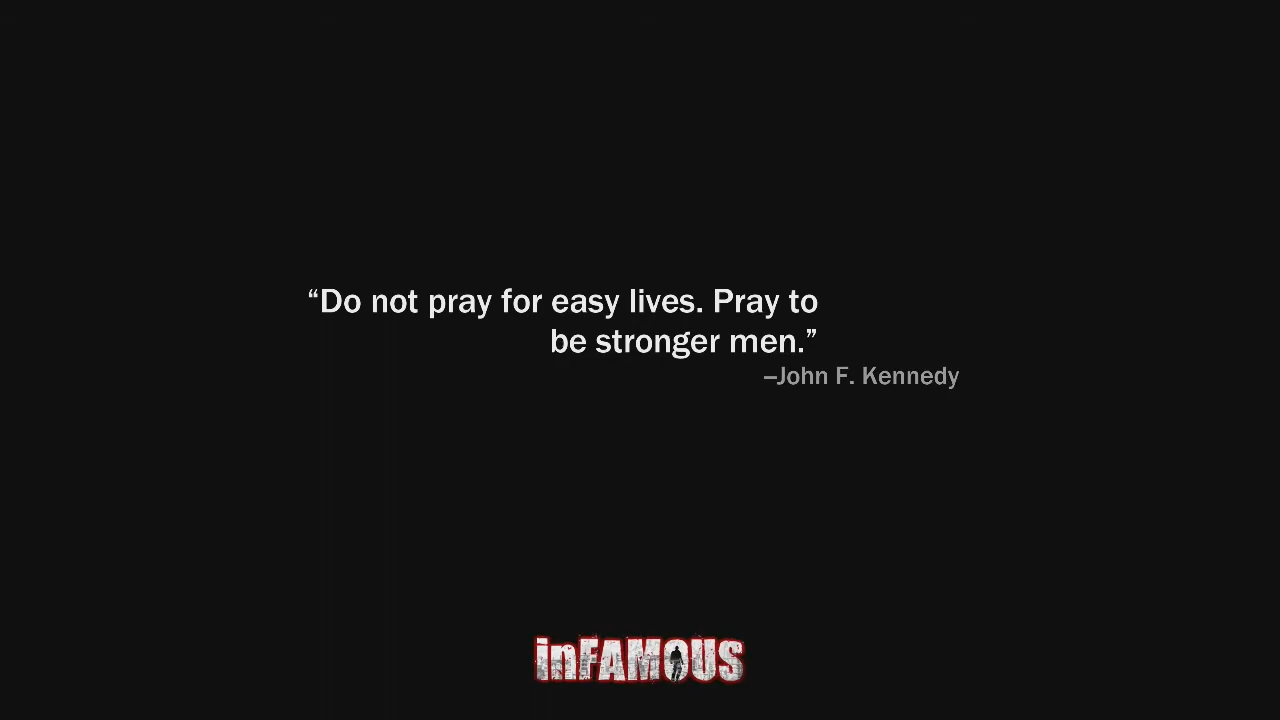 “Do not pray for easy lives. Pray to
be stronger men.”
–John F. Kennedy
inFAMOUS